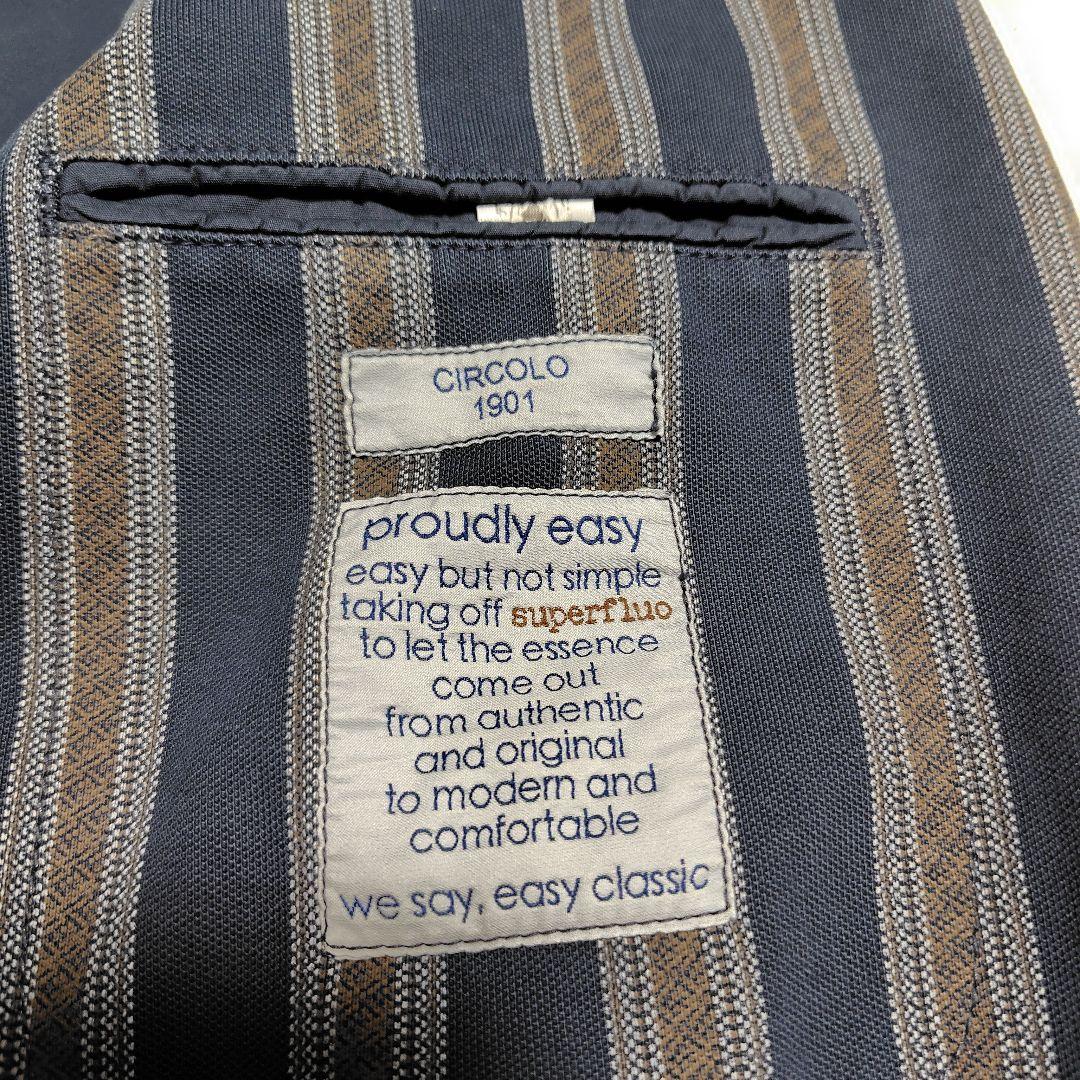 CIRCOLO
1901
proudly easy
easy but not simple
taking off superfluo
to let the essence
come out
from authentic
and original
to modern and
comfortable
we say, easy classic